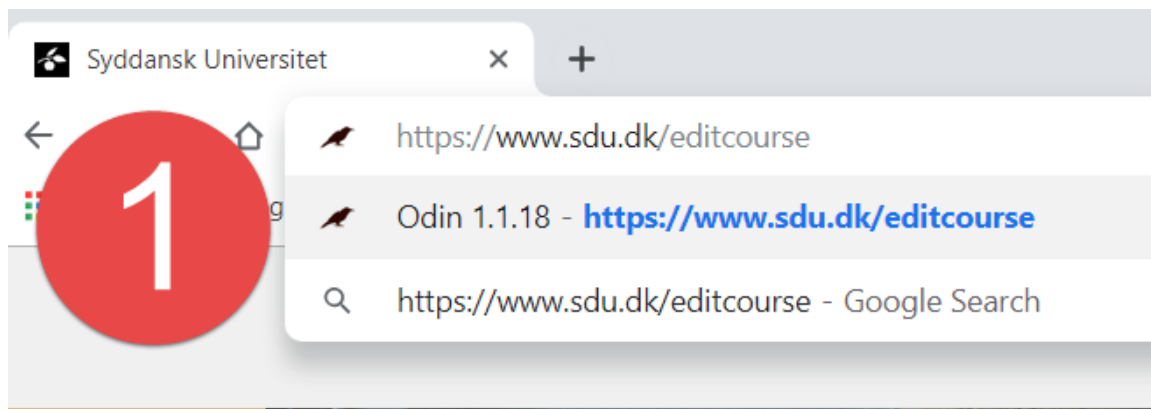 Syddansk Universitet
https://www.sdu.dk/editcourse
1
g
Odin 1.1.18 - https://www.sdu.dk/editcourse
https://www.sdu.dk/editcourse - Google Search